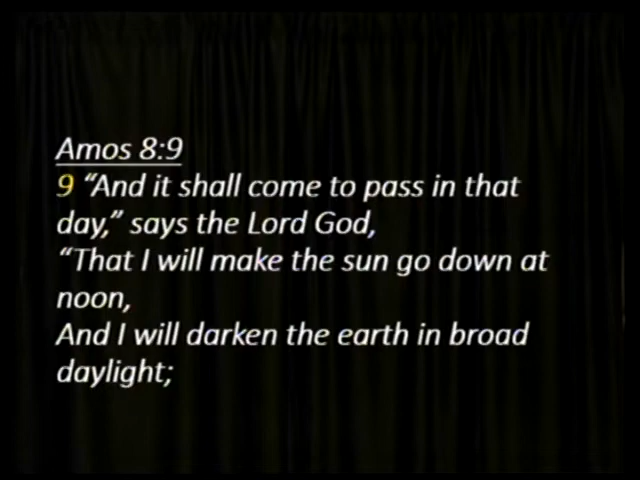 Amos 8:9
9 “And it shall come to pass in that
day,” says the Lord God,
“That I will make the sun go down at
noon,
And I will darken the earth in broad
daylight;